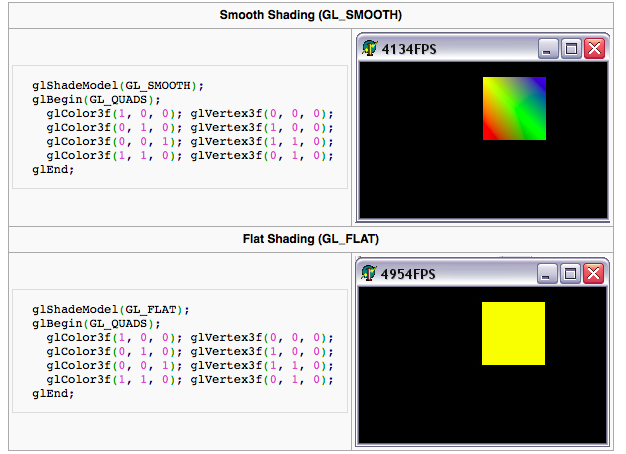 Smooth Shading (GL_SMOOTH)
glShadeModel(GL_SMOOTH);
glBegin(GL_QUADS);
glColor3f(1, 0, 0); glVertex3f(0, 0, 0);
glColor3f(0, 1, 0); glVertex3f(1, 0, 0);
glColor3f(0, 0, 1); glVertex3f(1, 1, 0);
glColor3f(1, 1, 0); glVertex3f(0, 1, 0);
glEnd;
4134FPS
Flat Shading (GL_FLAT)
glShadeModel(GL_FLAT);
glBegin(GL_QUADS);
glColor3f(1, 0, 0); glVertex3f(0, 0, 0);
glColor3f(0, 1, 0); glVertex3f(1, 0, 0);
glColor3f(0, 0, 1); glVertex3f(1, 1, 0);
glColor3f(1, 1, 0); glVertex3f(0, 1, 0);
glEnd;
4954FPS